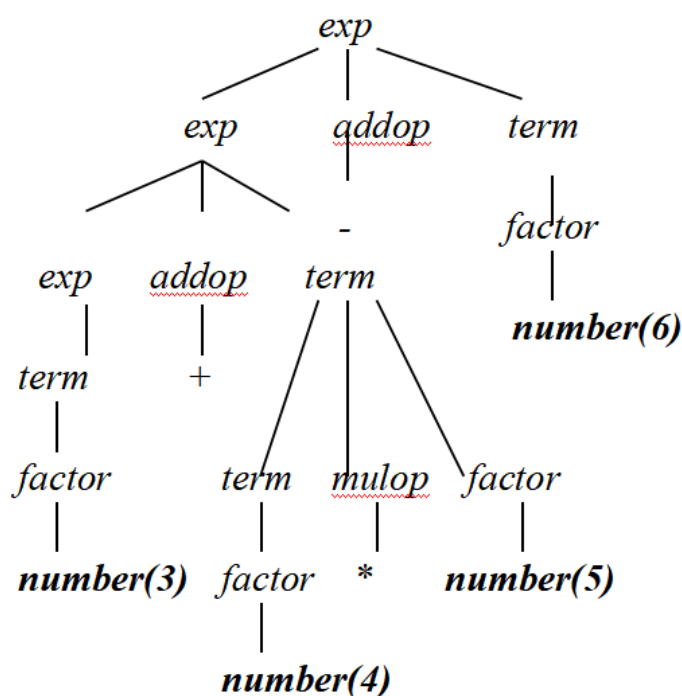 exp
exp addop term
- factor
exp addop term
number(6)
term +
factor term mulop factor
number(3) factor * number(5)
number(4)